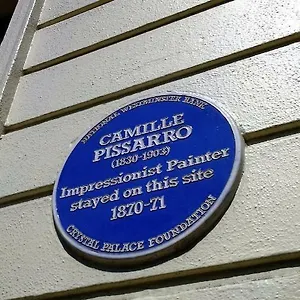 NATIONAL WESTMINSTER BANK
CAMILLE
PISSARRO
(1830-1903)
Impressionist Painter
stayed on this site
1870-71
CRYSTAL PALACE FOUNDATION